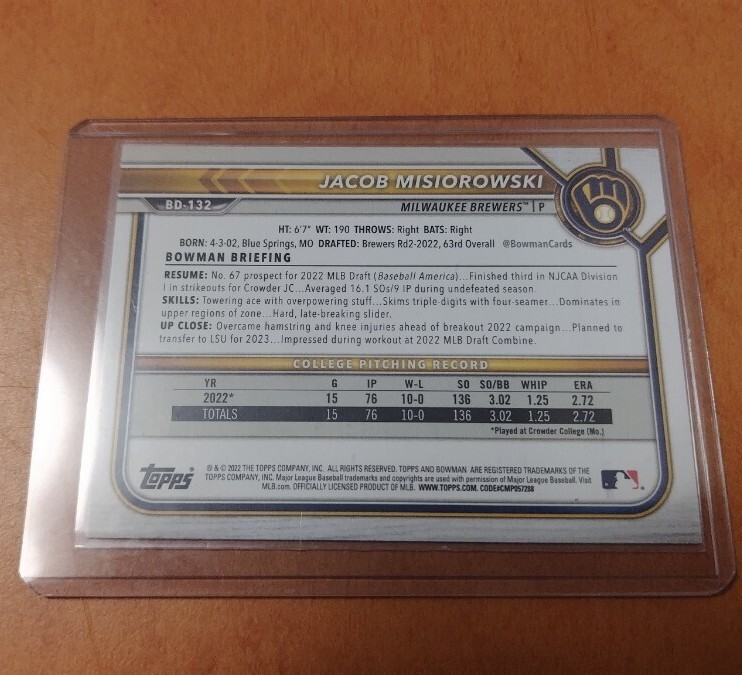 JACOB MISIOROWSKI
BD-132
MILWAUKEE BREWERS™ | P
HT: 6'7" WT: 190 THROWS: Right BATS: Right
BORN: 4-3-02, Blue Springs, MO DRAFTED: Brewers Rd2-2022, 63rd Overall @BowmanCards
BOWMAN BRIEFING
RESUME: No. 67 prospect for 2022 MLB Draft (Baseball America)...Finished third in NJCAA Division
I in strikeouts for Crowder JC...Averaged 16.1 SOs/9 IP during undefeated season.
SKILLS: Towering ace with overpowering stuff...Skims triple-digits with four-seamer...Dominates in
upper regions of zone...Hard, late-breaking slider.
UP CLOSE: Overcame hamstring and knee injuries ahead of breakout 2022 campaign...Planned to
transfer to LSU for 2023...Impressed during workout at 2022 MLB Draft Combine.
COLLEGE PITCHING RECORD
YR G IP W-L SO SO/BB WHIP ERA
2022* 15 76 10-0 136 3.02 1.25 2.72
TOTALS 15 76 10-0 136 3.02 1.25 2.72
*Played at Crowder College (Mo.)
Topps®
® & © 2022 THE TOPPS COMPANY, INC. ALL RIGHTS RESERVED. TOPPS AND BOWMAN ARE REGISTERED TRADEMARKS OF THE
TOPPS COMPANY, INC. Major League Baseball trademarks and copyrights are used with permission of Major League Baseball. Visit
MLB.com. OFFICIALLY LICENSED PRODUCT OF MLB. WWW.TOPPS.COM. CODE#CMP057288